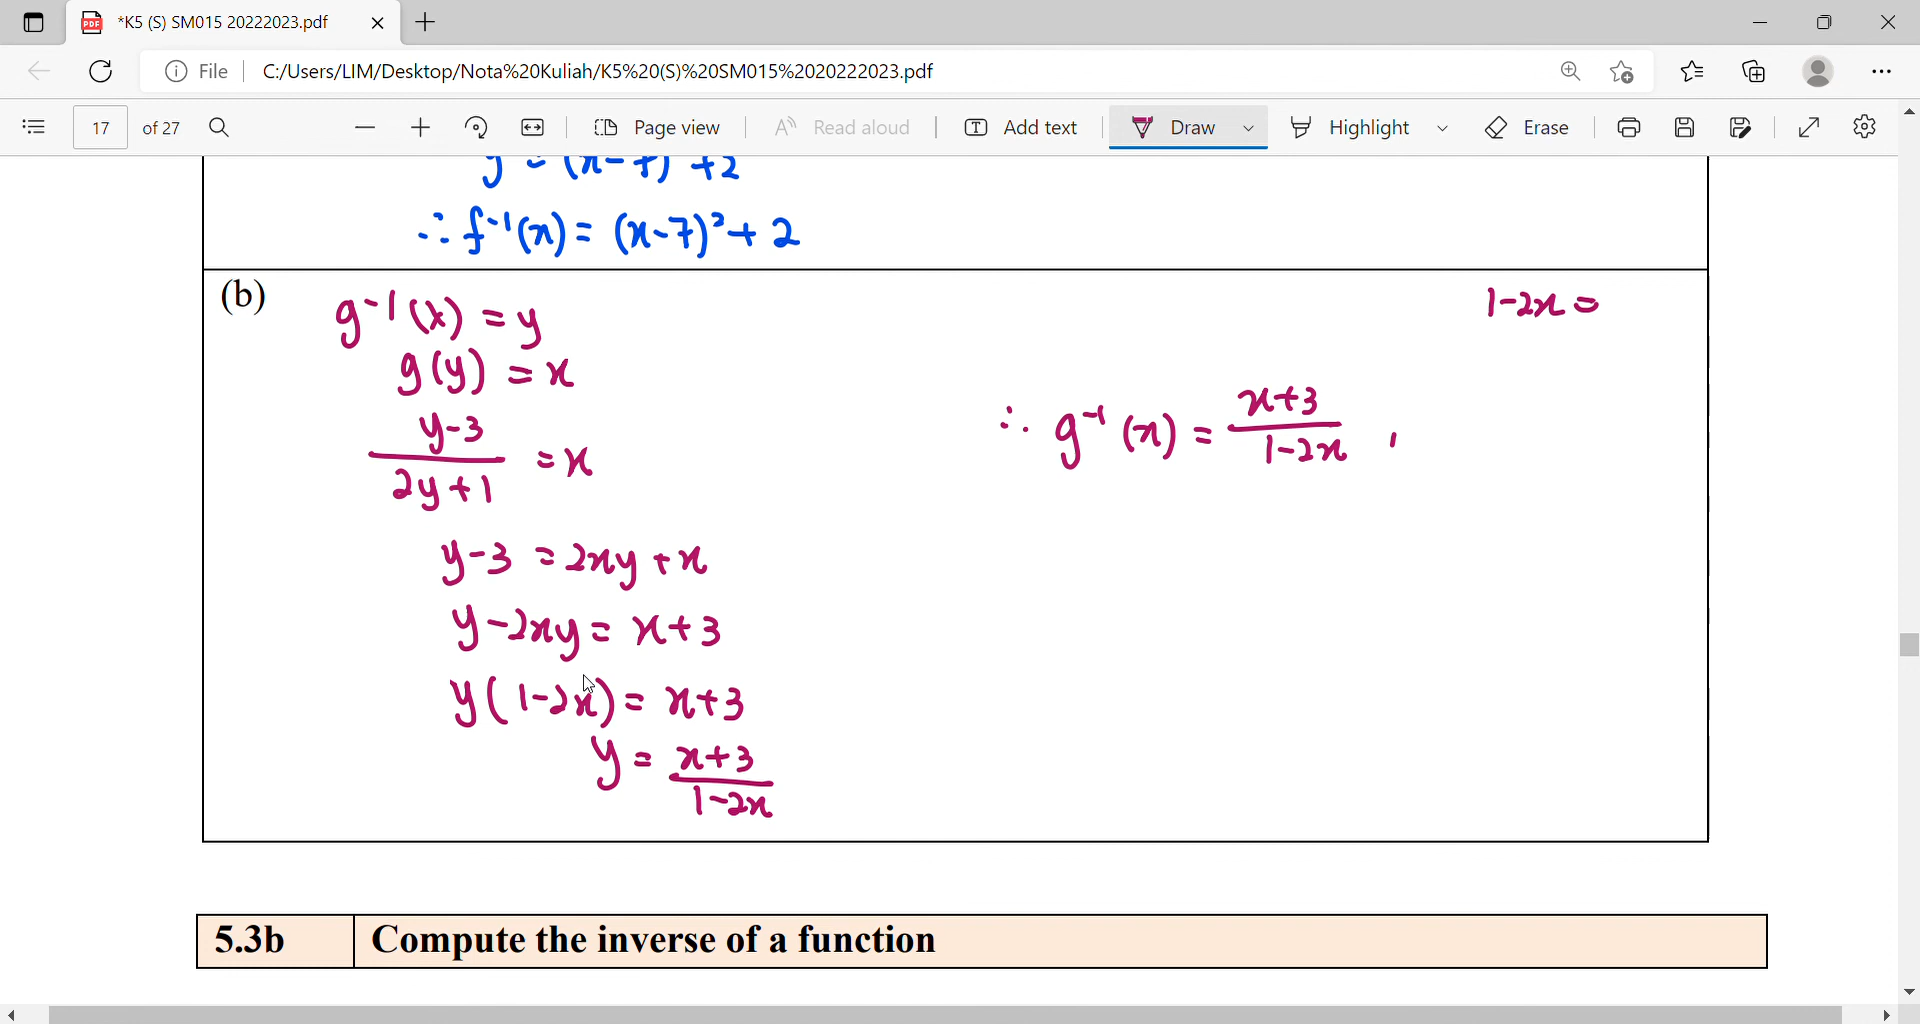 *K5 (S) SM015 20222023.pdf
File C:/Users/LIM/Desktop/Nota%20Kuliah/K5%20(S)%20SM015%2020222023.pdf
17 of 27 Page view Read aloud Add text Draw Highlight Erase
y = (x-7)² +2
∴ f⁻¹(x) = (x-7)² + 2
(b)
g⁻¹(x) = y
g(y) = x
y-3
2y+1 = x
y-3 = 2xy + x
y-2xy = x+3
y(1-2x) = x+3
y = x+3
1-2x
1-2x =
∴ g⁻¹(x) = x+3
1-2x ,
5.3b Compute the inverse of a function